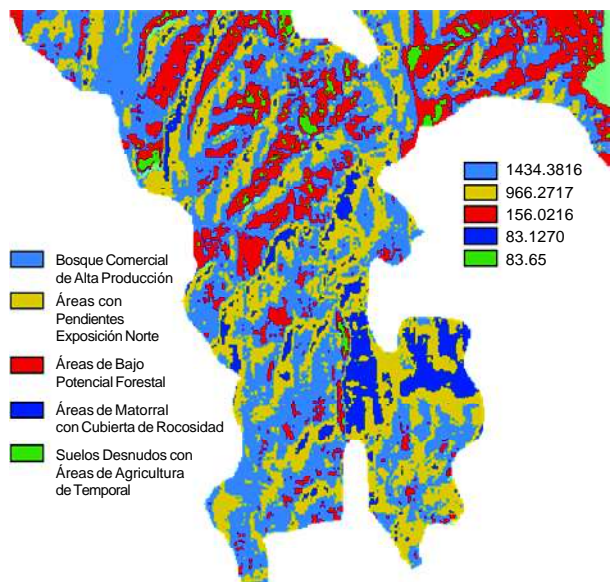 1434.3816
966.2717
156.0216
83.1270
83.65
Bosque Comercial
de Alta Producción
Áreas con
Pendientes
Exposición Norte
Áreas de Bajo
Potencial Forestal
Áreas de Matorral
con Cubierta de Rocosidad
Suelos Desnudos con
Áreas de Agricultura
de Temporal